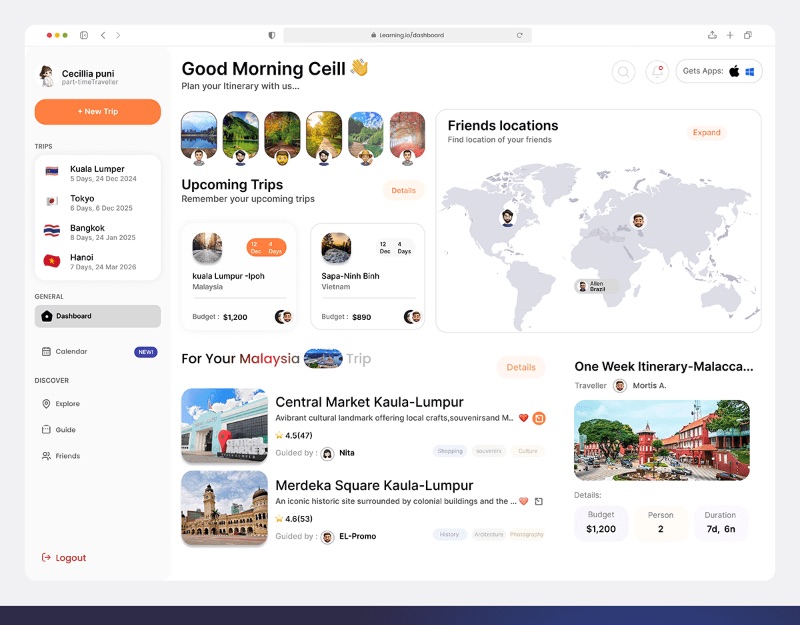 Learning.io/dashboard
Cecillia puni
part-timeTraveller
+ New Trip
TRIPS
Kuala Lumper
5 Days, 24 Dec 2024
Tokyo
6 Days, 6 Dec 2025
Bangkok
8 Days, 24 Jan 2025
Hanoi
7 Days, 24 Mar 2026
GENERAL
Dashboard
Calendar
NEW!
DISCOVER
Explore
Guide
Friends
Logout
Good Morning Ceill 👋
Plan your Itinerary with us...
Gets Apps:
Upcoming Trips
Remember your upcoming trips
Details
12 4
Dec Days
kuala Lumpur -Ipoh
Malaysia
Budget : $1,200
12 4
Dec Days
Sapa-Ninh Binh
Vietnam
Budget : $890
Friends locations
Find location of your friends
Expand
Allen
Brazil
For Your Malaysia Trip
Details
Central Market Kaula-Lumpur
Avibrant cultural landmark offering local crafts,souvenirsand M..
4.5(47)
Guided by : Nita
Shopping souvenirs Culture
Merdeka Square Kaula-Lumpur
An iconic historic site surrounded by colonial buildings and the ...
4.6(53)
Guided by : EL-Promo
History Arcitecture Phorography
One Week Itinerary-Malacca...
Traveller Mortis A.
Details:
Budget
$1,200
Person
2
Duration
7d, 6n